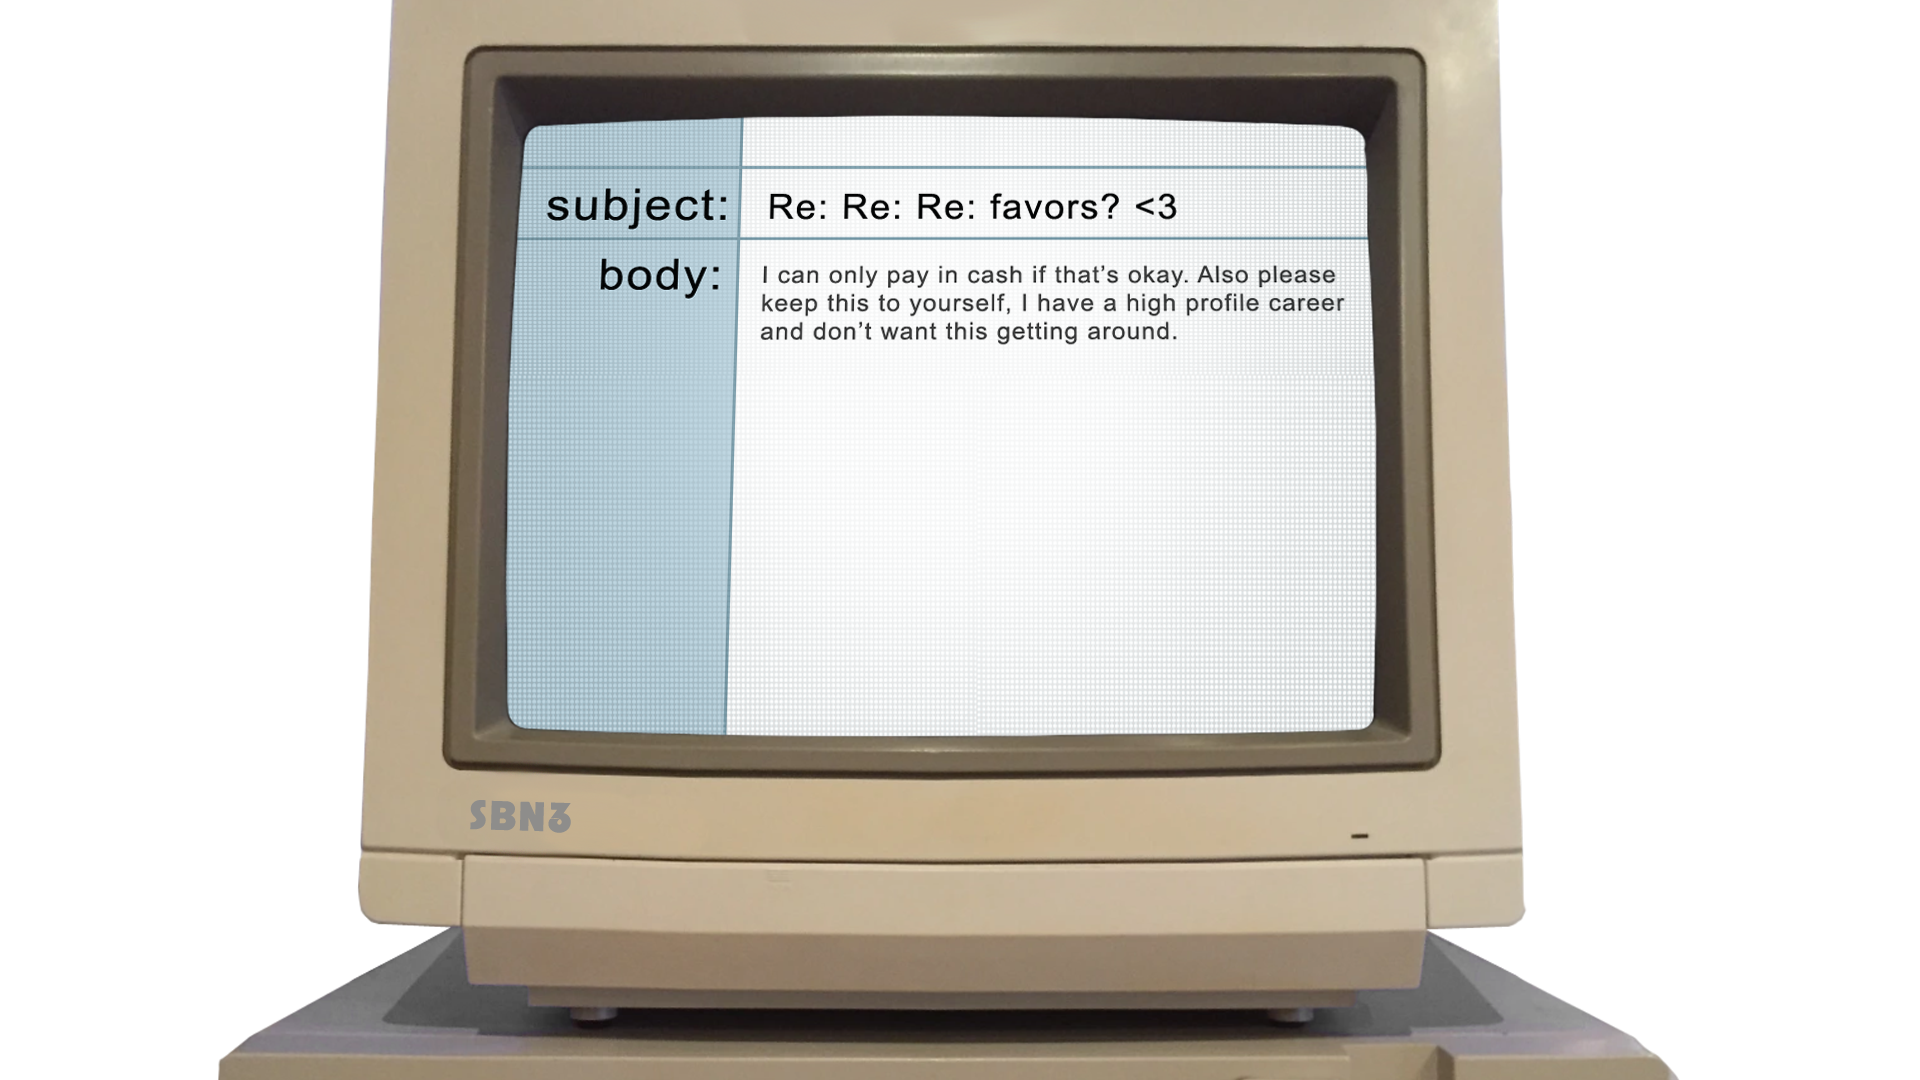 subject: Re: Re: Re: favors? <3
body: I can only pay in cash if that’s okay. Also please
keep this to yourself, I have a high profile career
and don’t want this getting around.
SBN3